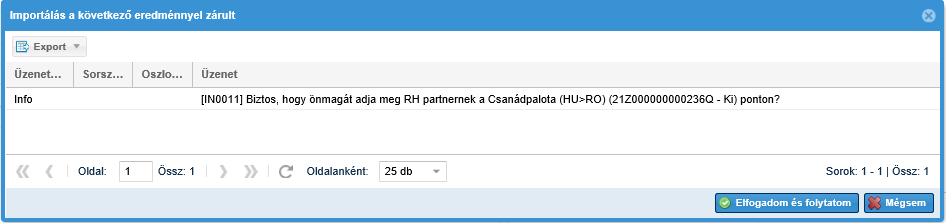 Importálás a következő eredménnyel zárult
Export
Üzenet... Sorsz... Oszlo... Üzenet
Info [IN0011] Biztos, hogy önmagát adja meg RH partnernek a Csanádpalota (HU>RO) (21Z000000000236Q - Ki) ponton?
Oldal: 1 Össz: 1 Oldalanként: 25 db Sorok: 1 - 1 | Össz: 1
Elfogadom és folytatom Mégsem